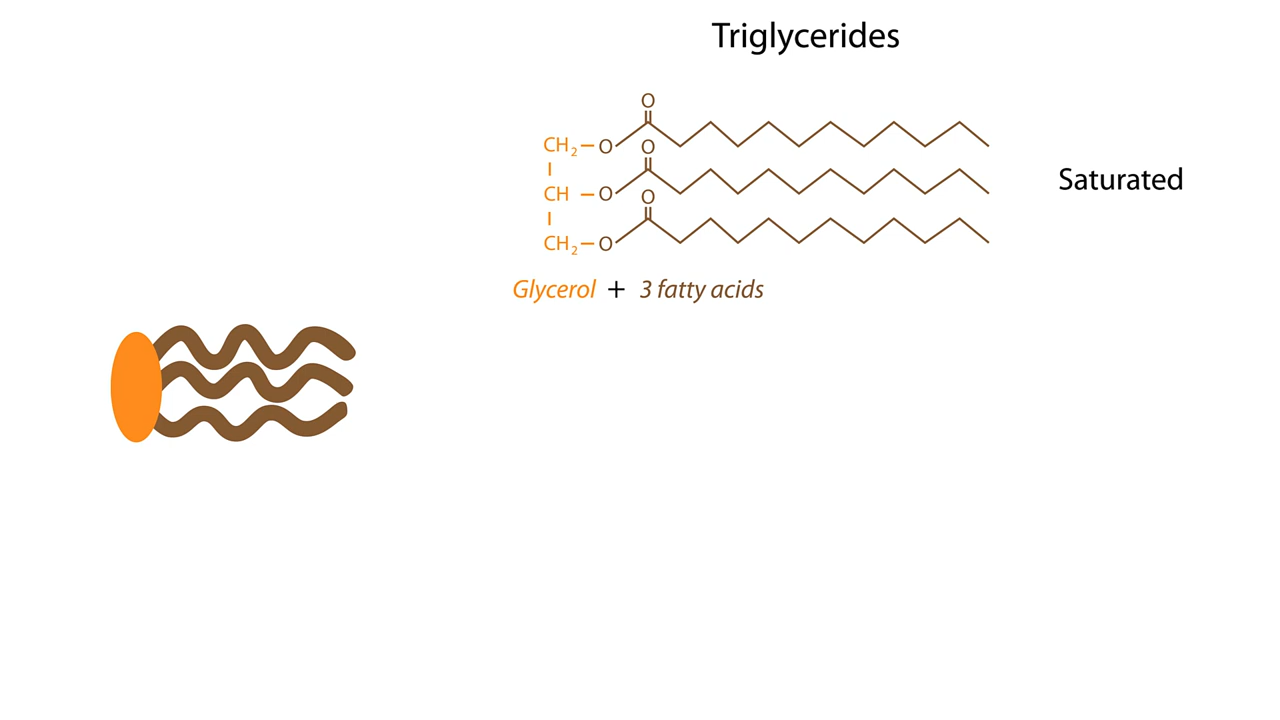 Triglycerides
O
CH2 – O
O
CH – O
O
CH2 – O
Saturated
Glycerol + 3 fatty acids